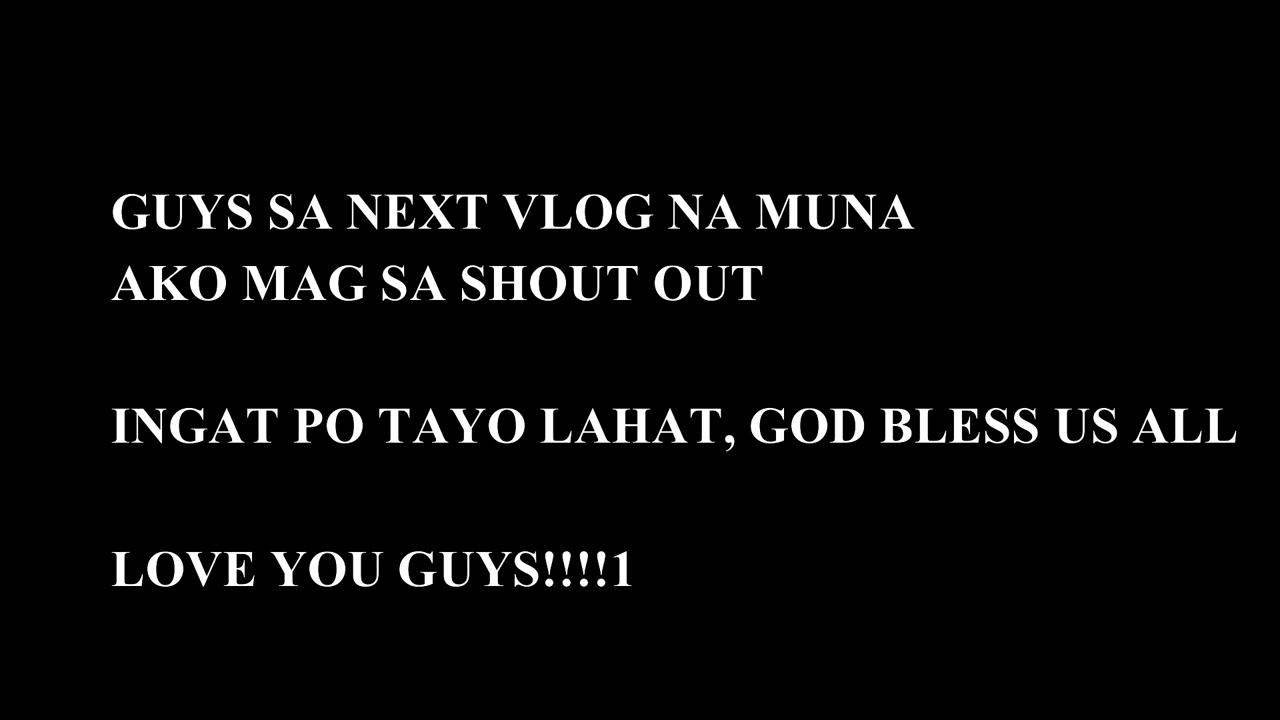 GUYS SA NEXT VLOG NA MUNA
AKO MAG SA SHOUT OUT
INGAT PO TAYO LAHAT, GOD BLESS US ALL
LOVE YOU GUYS!!!!1